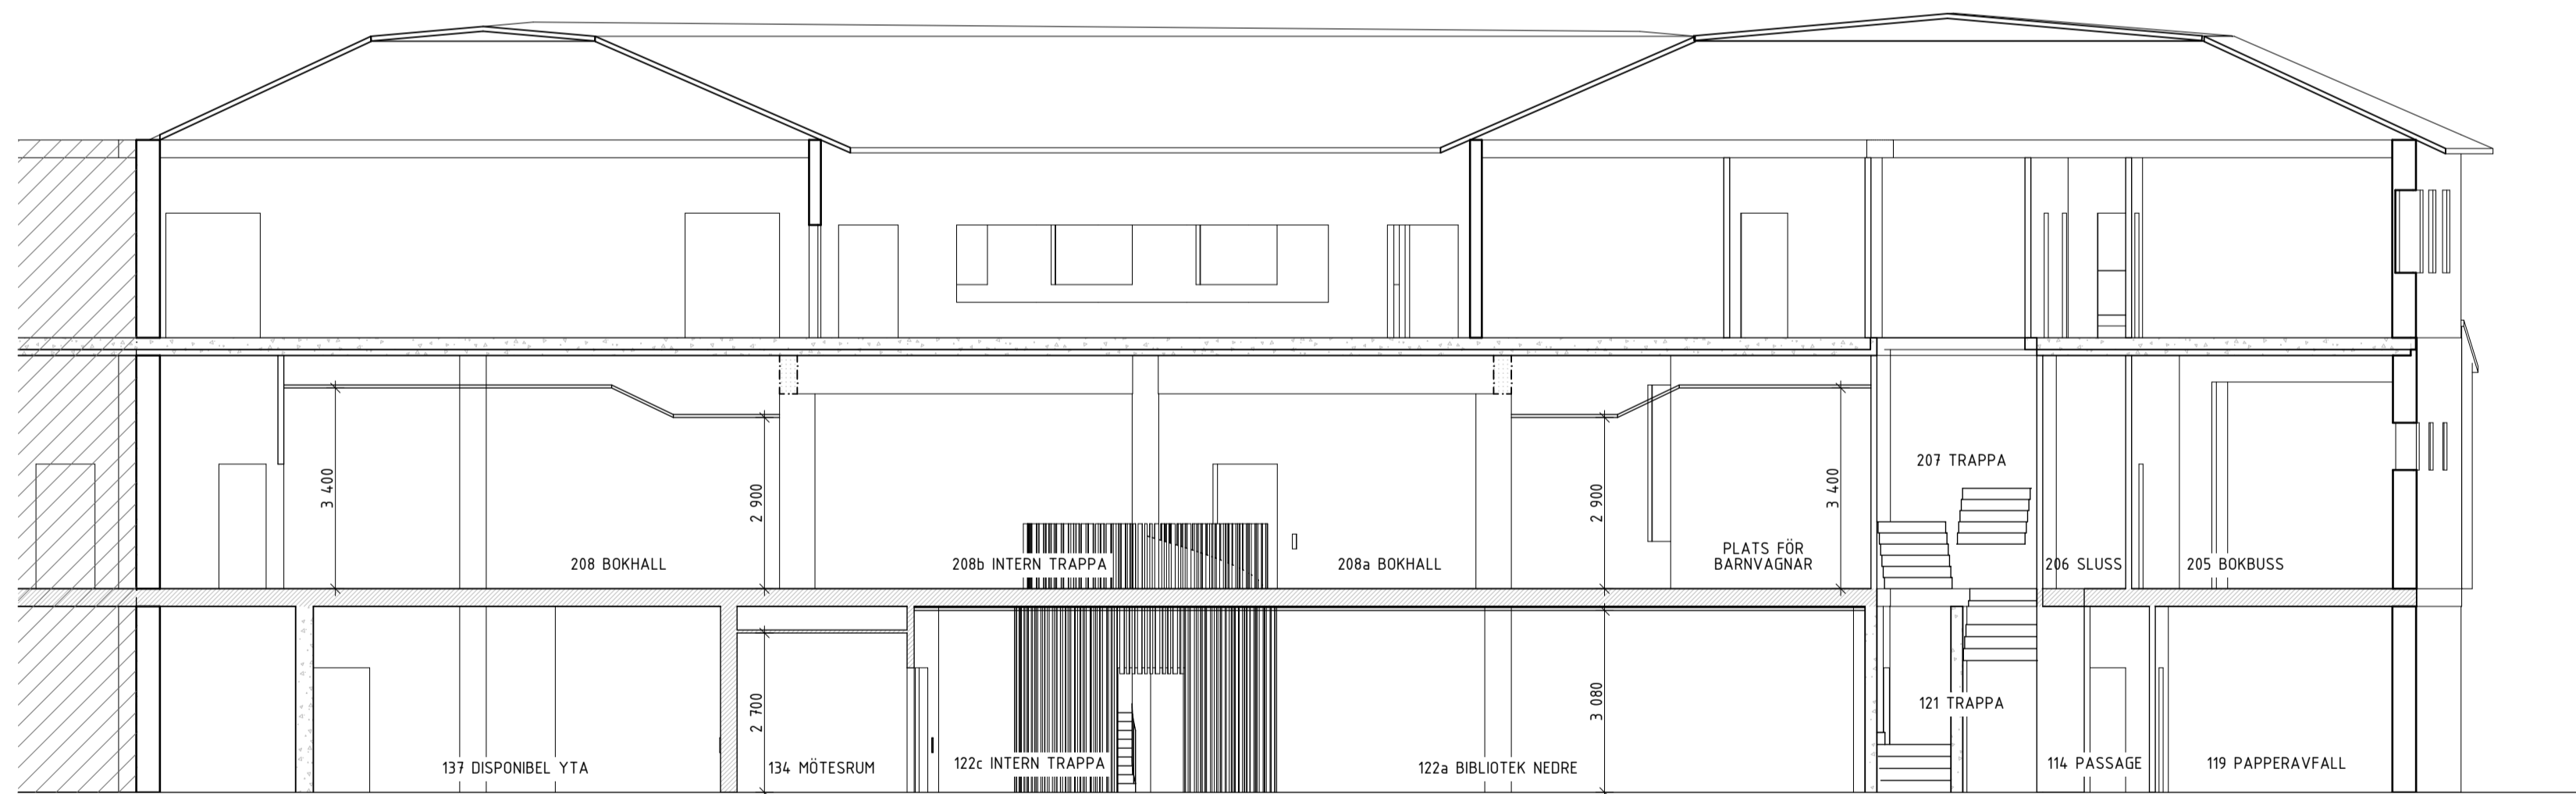 3 400
2 900
2 900
3 400
207 TRAPPA
208 BOKHALL
208b INTERN TRAPPA
208a BOKHALL
PLATS FÖR
BARNVAGNAR
206 SLUSS
205 BOKBUSS
2 700
3 080
121 TRAPPA
137 DISPONIBEL YTA
134 MÖTESRUM
122c INTERN TRAPPA
122a BIBLIOTEK NEDRE
114 PASSAGE
119 PAPPERAVFALL